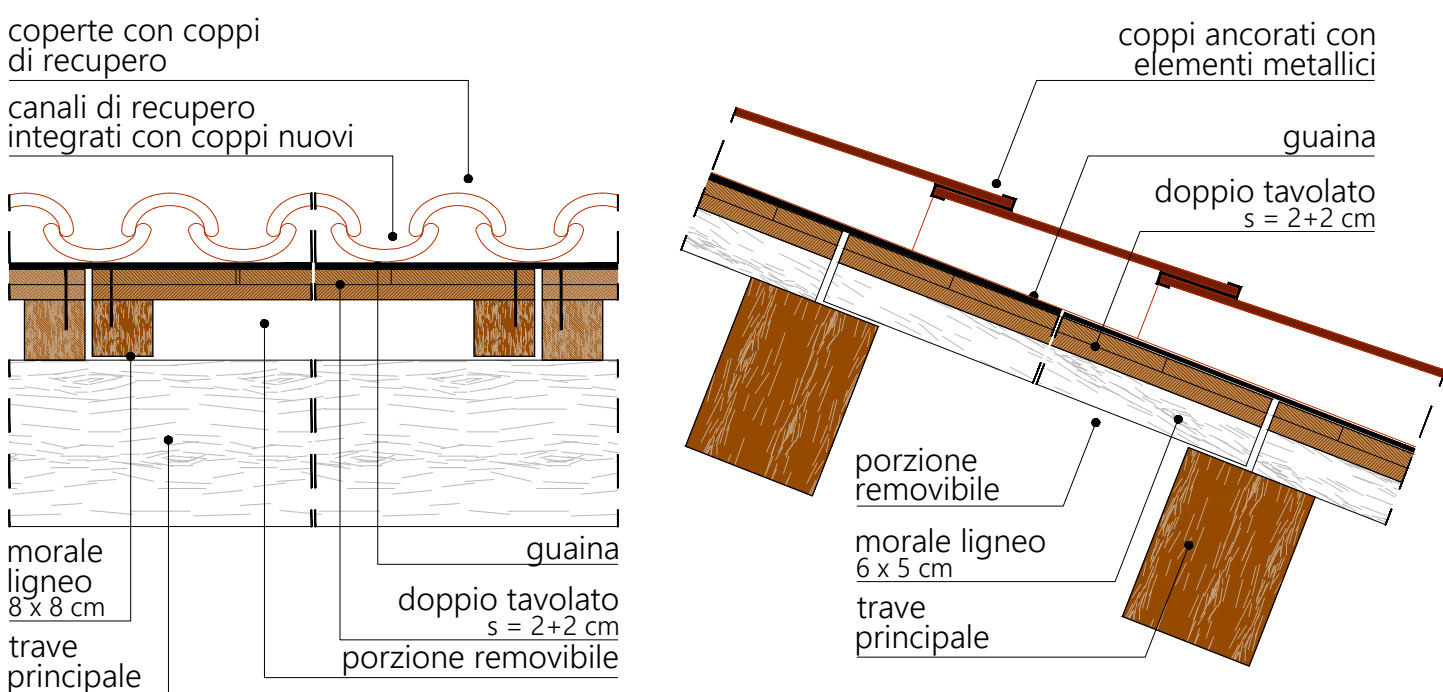 coperte con coppi
di recupero
canali di recupero
integrati con coppi nuovi
morale
ligneo
8 x 8 cm
trave
principale
guaina
doppio tavolato
s = 2+2 cm
porzione removibile
coppi ancorati con
elementi metallici
guaina
doppio tavolato
s = 2+2 cm
porzione
removibile
morale ligneo
6 x 5 cm
trave
principale